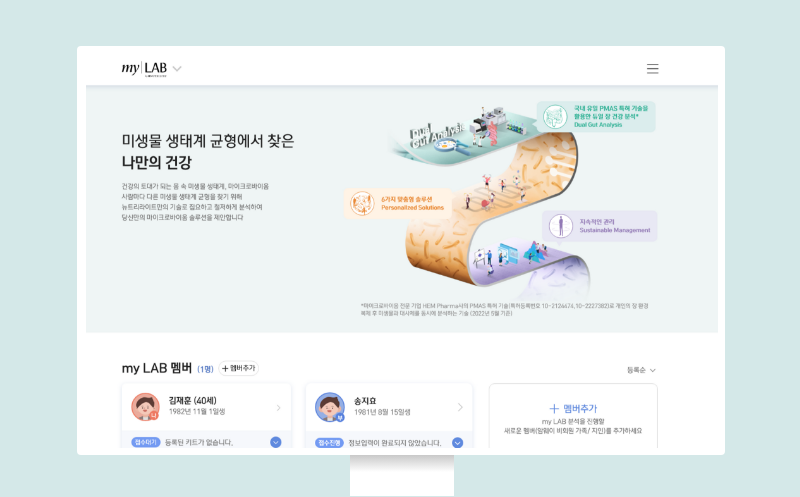 my LAB
미생물 생태계 균형에서 찾은
나만의 건강
건강의 토대가 되는 몸 속 미생물 생태계, 마이크로바이옴
사람마다 다른 미생물 생태계 균형을 찾기 위해
뉴트리라이트만의 기술로 접요하고 철저하게 분석하여
당신만의 마이크로바이옴 솔루션을 제안합니다
Dual
Gut Analysis
국내 유일 PMAS 특허 기술을
활용한 듀얼 장 건강 분석*
Dual Gut Analysis
6가지 맞춤형 솔루션
Personalized Solutions
지속적인 관리
Sustainable Management
*마이크로바이옴 전문 기업 HEM Pharma사의 PMAS 특허 기술(특허등록번호 10-2124474, 10-2227382)로 개인의 장 환경
복제 후 미생물과 대사체를 동시에 분석하는 기술 (2022년 5월 기준)
my LAB 멤버 (1명) + 멤버추가
등록순
김재훈 (40세)
1982년 11월 1일생
접수대기 등록된 카드가 없습니다.
송지요
1981년 8월 15일생
접수진행 정보입력이 완료되지 않았습니다.
+ 멤버추가
my LAB 분석을 진행할
새로운 멤버(암웨이 비회원 가족/ 지인)를 추가하세요